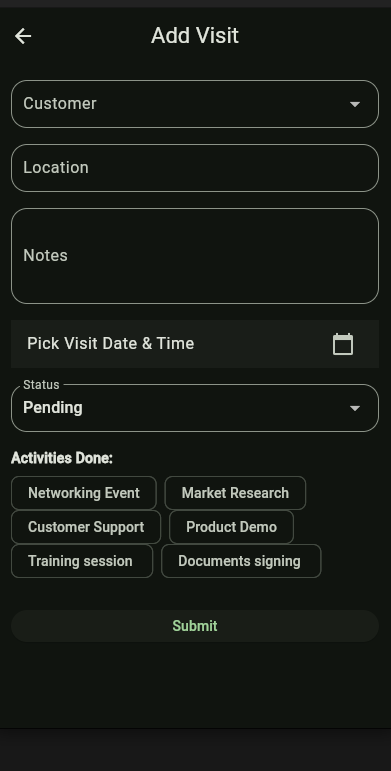 Add Visit
Customer
Location
Notes
Pick Visit Date & Time
Status
Pending
Activities Done:
Networking Event Market Research
Customer Support Product Demo
Training session Documents signing
Submit